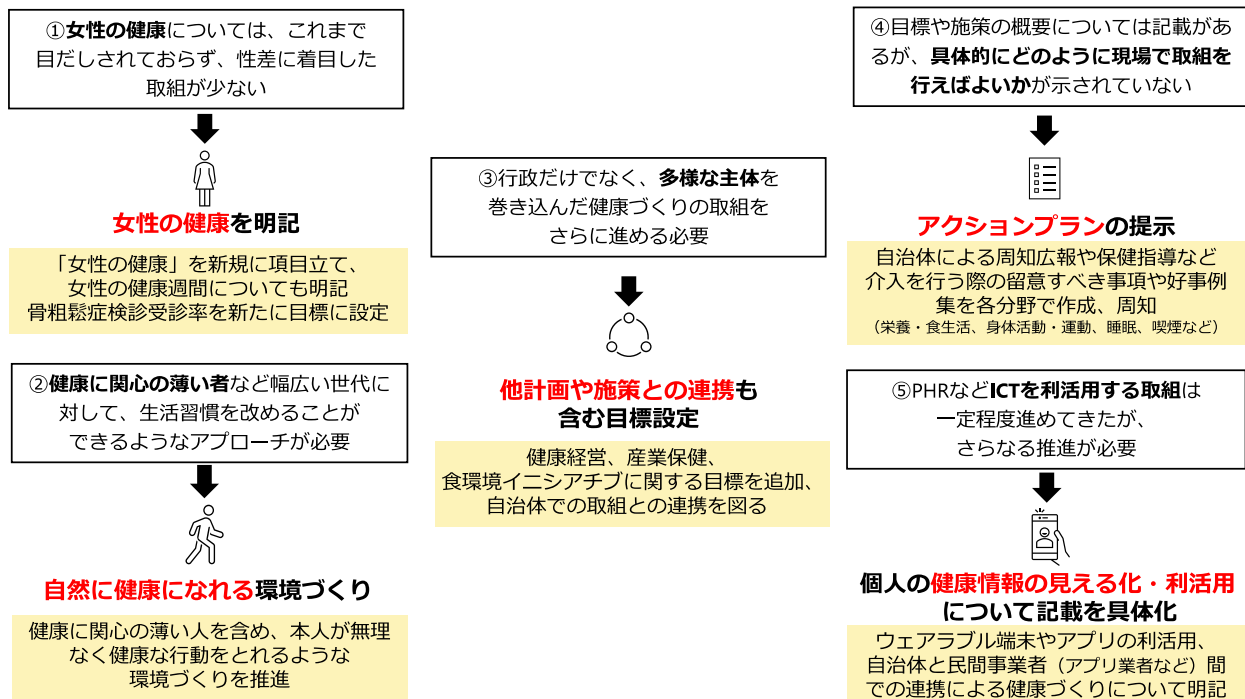 ①女性の健康については、これまで
目だしされておらず、性差に着目した
取組が少ない
女性の健康を明記
「女性の健康」を新規に項目立て、
女性の健康週間についても明記
骨粗鬆症検診受診率を新たに目標に設定
②健康に関心の薄い者など幅広い世代に
対して、生活習慣を改めることが
できるようなアプローチが必要
自然に健康になれる環境づくり
健康に関心の薄い人を含め、本人が無理
なく健康な行動をとれるような
環境づくりを推進
③行政だけでなく、多様な主体を
巻き込んだ健康づくりの取組を
さらに進める必要
他計画や施策との連携も
含む目標設定
健康経営、産業保健、
食環境イニシアチブに関する目標を追加、
自治体での取組との連携を図る
④目標や施策の概要については記載があ
るが、具体的にどのように現場で取組を
行えばよいかが示されていない
アクションプランの提示
自治体による周知広報や保健指導など
介入を行う際の留意すべき事項や好事例
集を各分野で作成、周知
（栄養・食生活、身体活動・運動、睡眠、喫煙など）
⑤PHRなどICTを利活用する取組は
一定程度進めてきたが、
さらなる推進が必要
個人の健康情報の見える化・利活用
について記載を具体化
ウェアラブル端末やアプリの利活用、
自治体と民間事業者（アプリ業者など）間
での連携による健康づくりについて明記